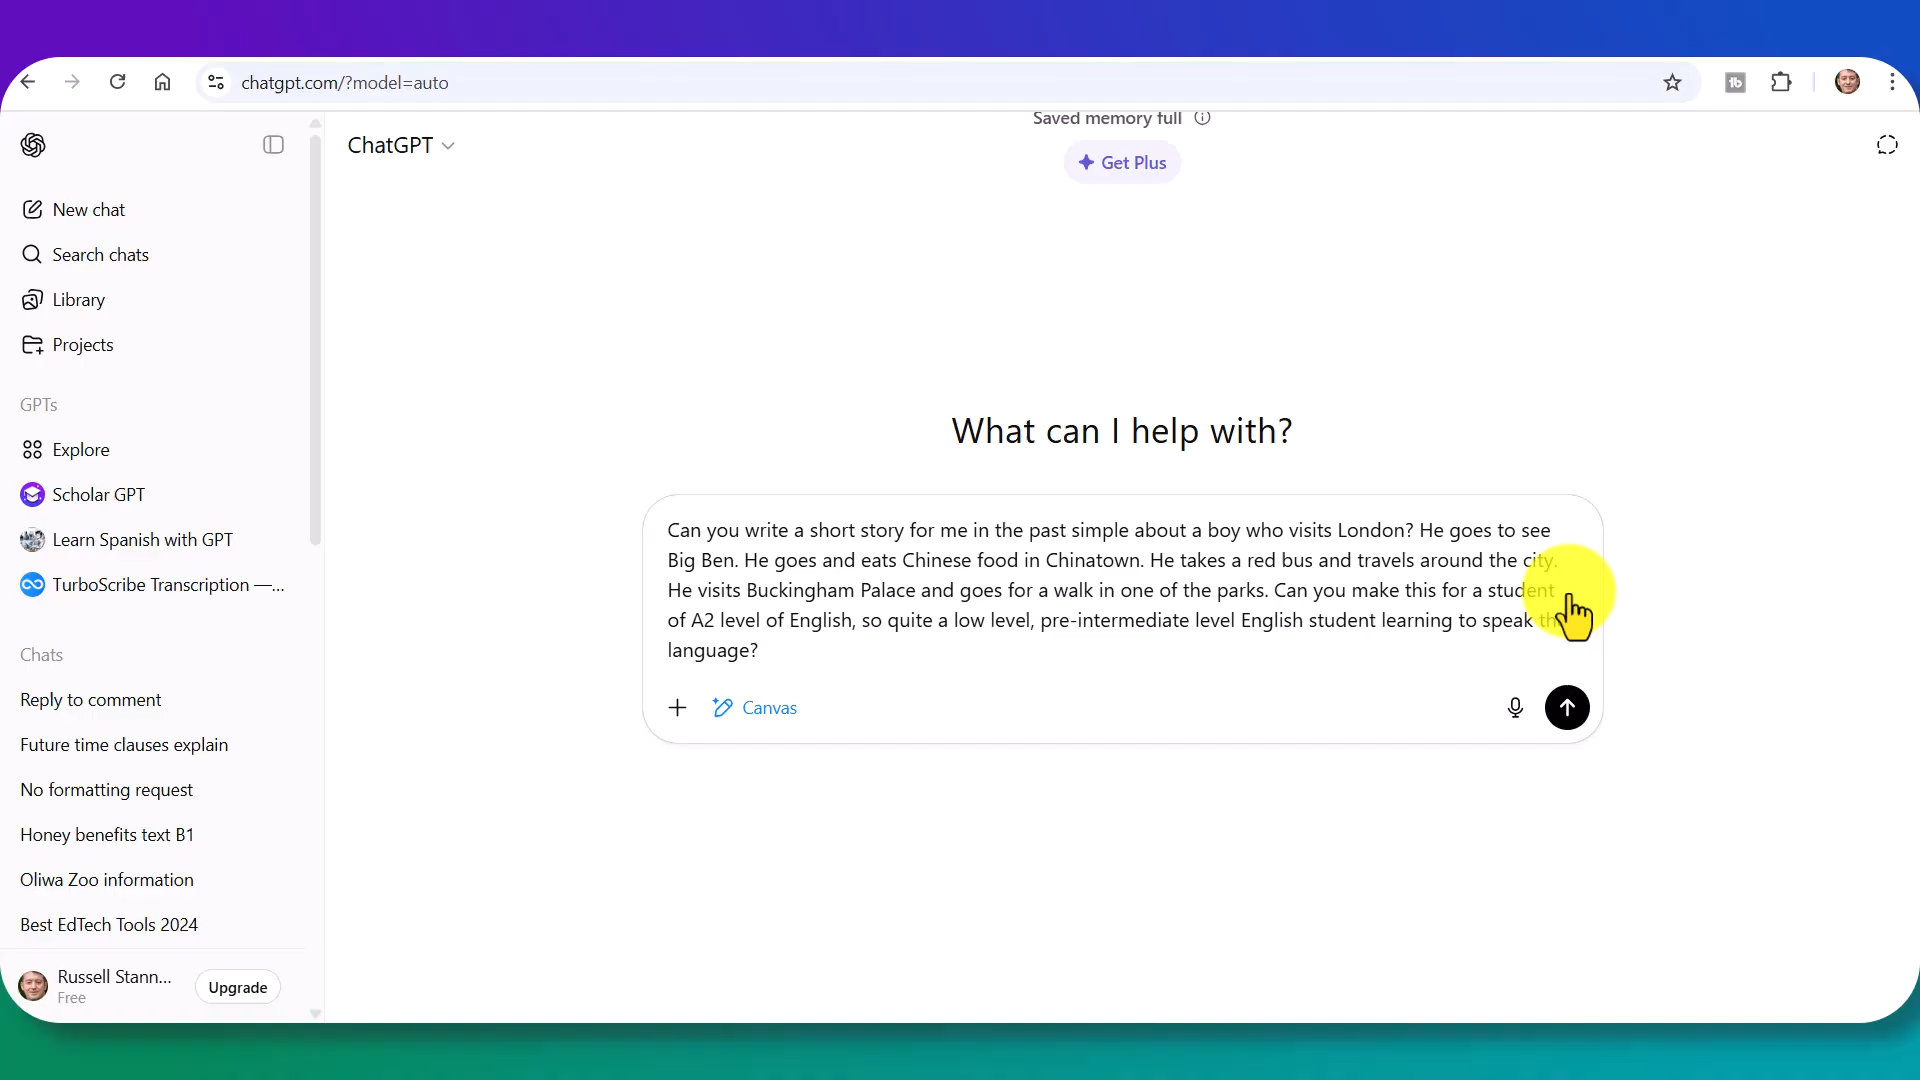 chatgpt.com/?model=auto
Saved memory full
ChatGPT
Get Plus
New chat
Search chats
Library
Projects
GPTs
Explore
Scholar GPT
Learn Spanish with GPT
TurboScribe Transcription —...
Chats
Reply to comment
Future time clauses explain
No formatting request
Honey benefits text B1
Oliwa Zoo information
Best EdTech Tools 2024
Russell Stann...
Free
Upgrade
What can I help with?
Can you write a short story for me in the past simple about a boy who visits London? He goes to see
Big Ben. He goes and eats Chinese food in Chinatown. He takes a red bus and travels around the city.
He visits Buckingham Palace and goes for a walk in one of the parks. Can you make this for a student
of A2 level of English, so quite a low level, pre-intermediate level English student learning to speak
language?
Canvas